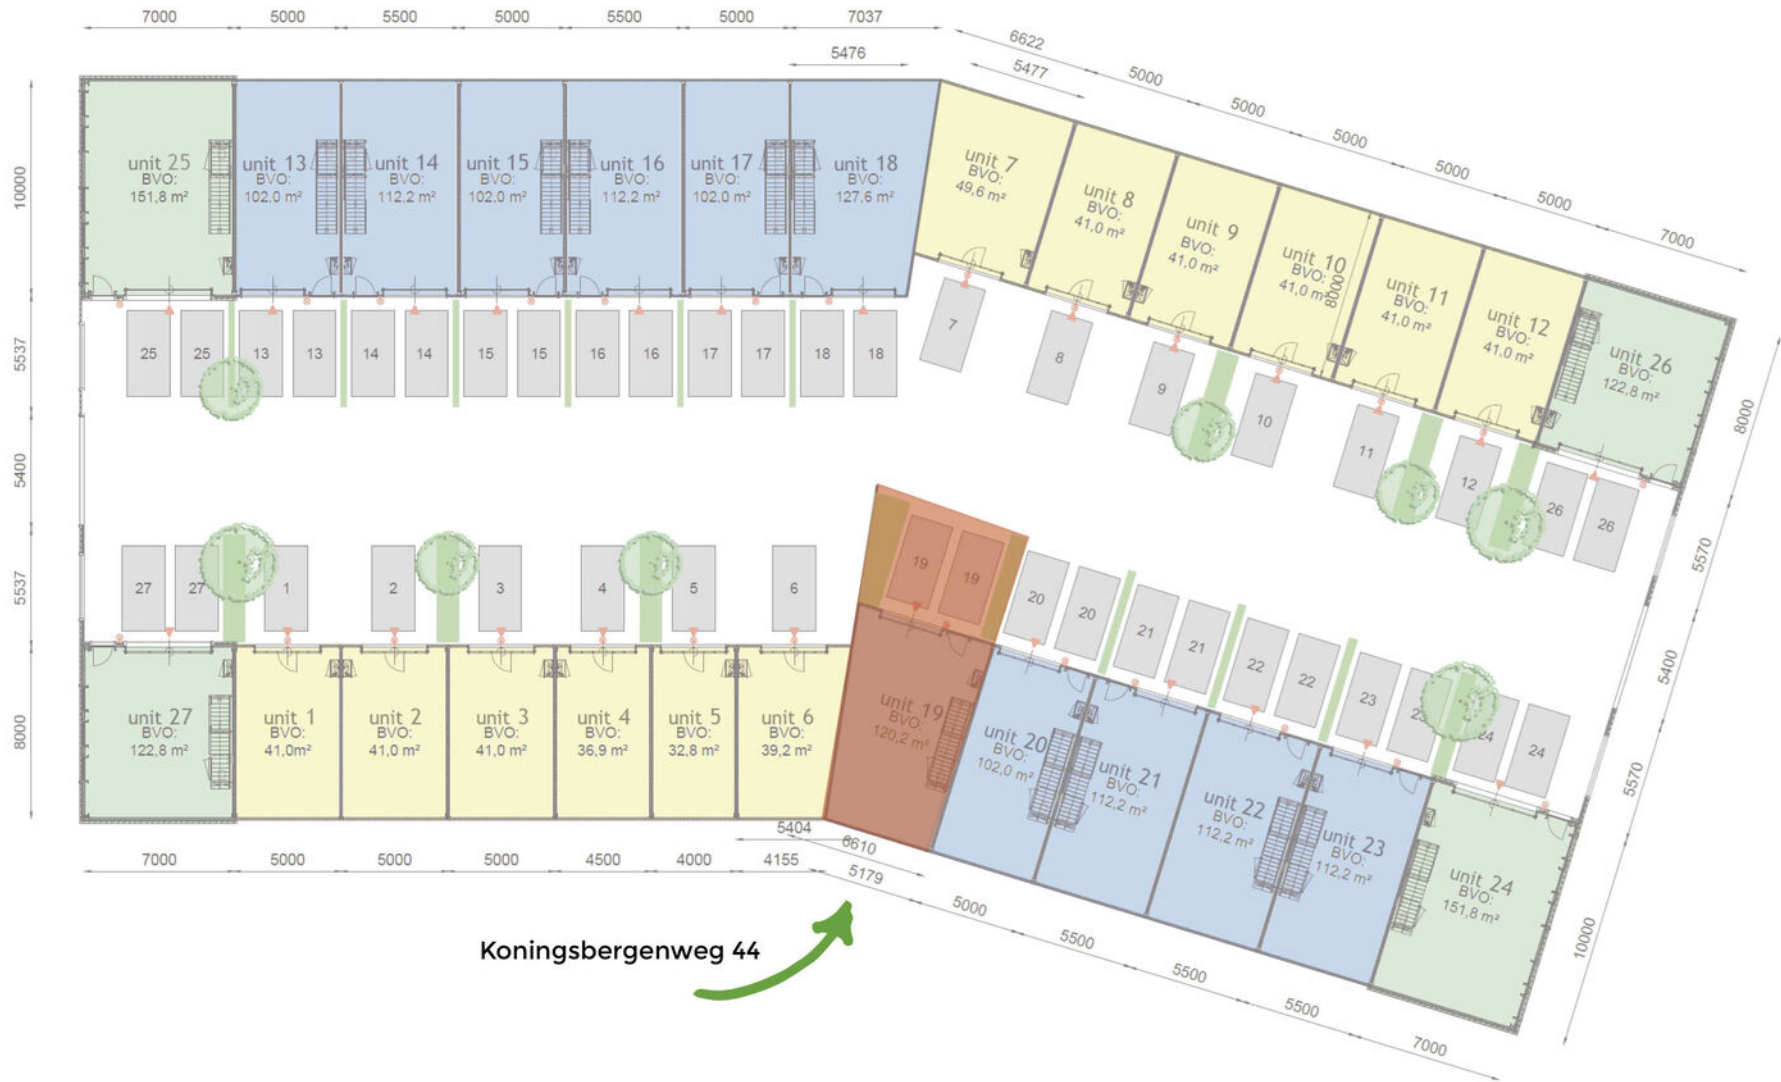 7000 5000 5500 5000 5500 5000 7037
5476
6622
5477
5000
5000
5000
5000
5000
7000
10000
5537
5400
5537
8000
unit 25
BVO:
151,8 m²
unit 13
BVO:
102,0 m²
unit 14
BVO:
112,2 m²
unit 15
BVO:
102,0 m²
unit 16
BVO:
112,2 m²
unit 17
BVO:
102,0 m²
unit 18
BVO:
127,6 m²
unit 7
BVO:
49,6 m²
unit 8
BVO:
41,0 m²
unit 9
BVO:
41,0 m²
unit 10
BVO:
41,0 m²
8000
unit 11
BVO:
41,0 m²
unit 12
BVO:
41,0 m²
unit 26
BVO:
122,8 m²
25 25 13 13 14 14 15 15 16 16 17 17 18 18
7
8
9
10
11
12
26
26
8000
5570
5400
5570
10000
27 27 1 2 3 4 5 6
19
19
20
20
21
21
22
22
23
23
24
24
unit 27
BVO:
122,8 m²
unit 1
BVO:
41,0m²
unit 2
BVO:
41,0 m²
unit 3
BVO:
41,0 m²
unit 4
BVO:
36,9 m²
unit 5
BVO:
32,8 m²
unit 6
BVO:
39,2 m²
unit 19
BVO:
120,2 m²
unit 20
BVO:
102,0 m²
unit 21
BVO:
112,2 m²
unit 22
BVO:
112,2 m²
unit 23
BVO:
112,2 m²
unit 24
BVO:
151,8 m²
5404
6610
7000 5000 5000 5000 4500 4000 4155
5179
5000
5500
5500
5500
7000
Koningsbergenweg 44